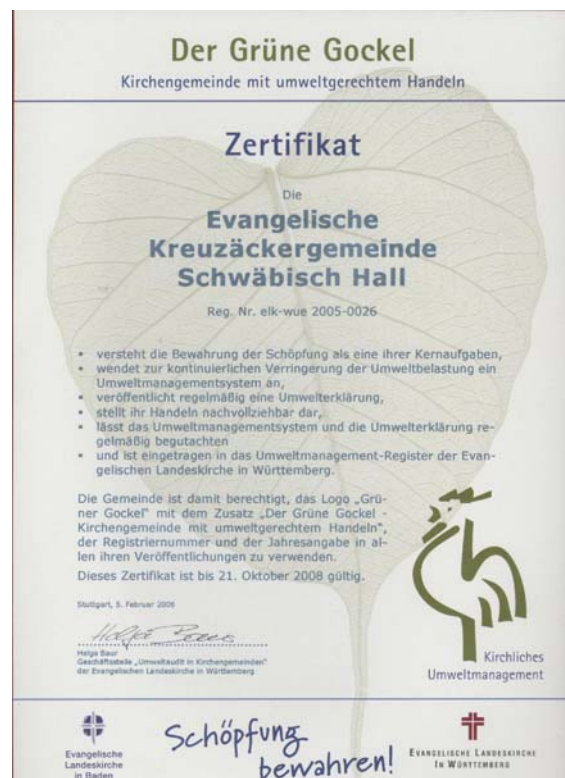 Der Grüne Gockel
Kirchengemeinde mit umweltgerechtem Handeln
Zertifikat
Die
Evangelische
Kreuzäckergemeinde
Schwäbisch Hall
Reg. Nr. elk-wue 2005-0026
• versteht die Bewahrung der Schöpfung als eine ihrer Kernaufgaben,
• wendet zur kontinuierlichen Verringerung der Umweltbelastung ein
Umweltmanagementsystem an,
• veröffentlicht regelmäßig eine Umwelterklärung,
• stellt ihr Handeln nachvollziehbar dar,
• lässt das Umweltmanagementsystem und die Umwelterklärung re-
gelmäßig begutachten
• und ist eingetragen in das Umweltmanagement-Register der Evan-
gelischen Landeskirche in Württemberg.
Die Gemeinde ist damit berechtigt, das Logo „Grü-
ner Gockel" mit dem Zusatz „Der Grüne Gockel -
Kirchengemeinde mit umweltgerechtem Handeln",
der Registriernummer und der Jahresangabe in al-
len ihren Veröffentlichungen zu verwenden.
Dieses Zertifikat ist bis 21. Oktober 2008 gültig.
Stuttgart, 5. Februar 2006
Helga Baur
Helga Baur
Geschäftsstelle „Umweltaudit in Kirchengemeinden"
der Evangelischen Landeskirche in Württemberg
Kirchliches
Umweltmanagement
Evangelische
Landeskirche
in Baden
Schöpfung
bewahren!
EVANGELISCHE LANDESKIRCHE
IN WÜRTTEMBERG